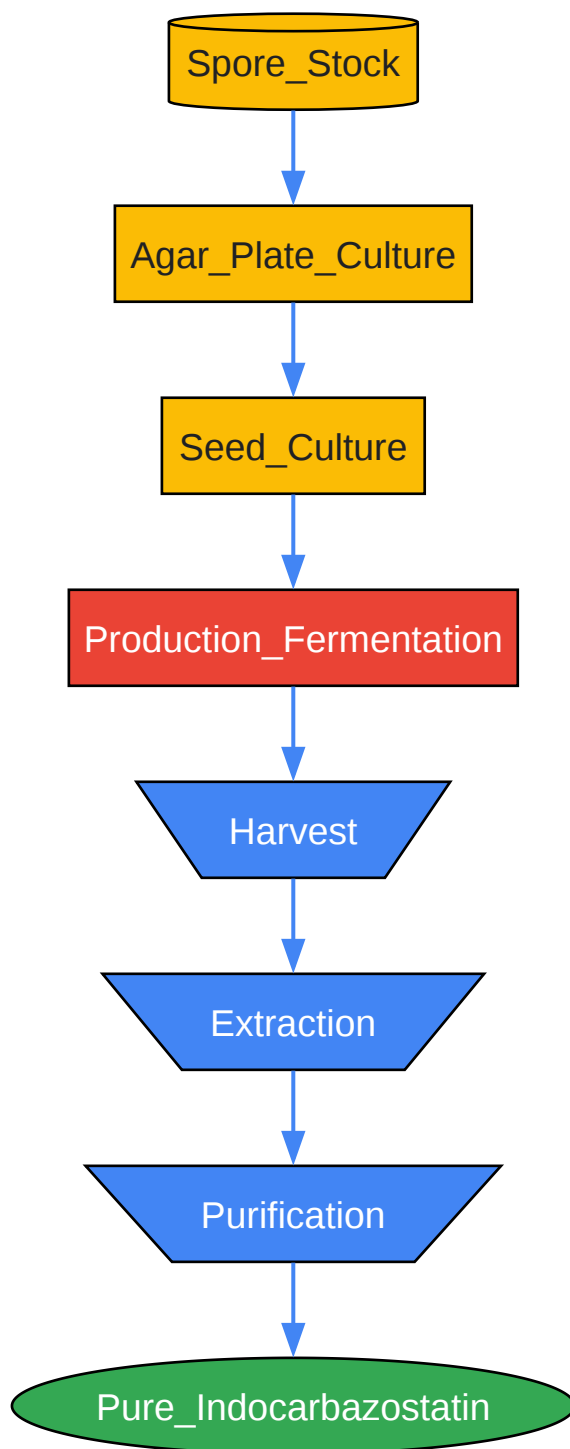 Spore_Stock
Agar_Plate_Culture
Seed_Culture
Production_Fermentation
Harvest
Extraction
Purification
Pure_Indocarbazostatin